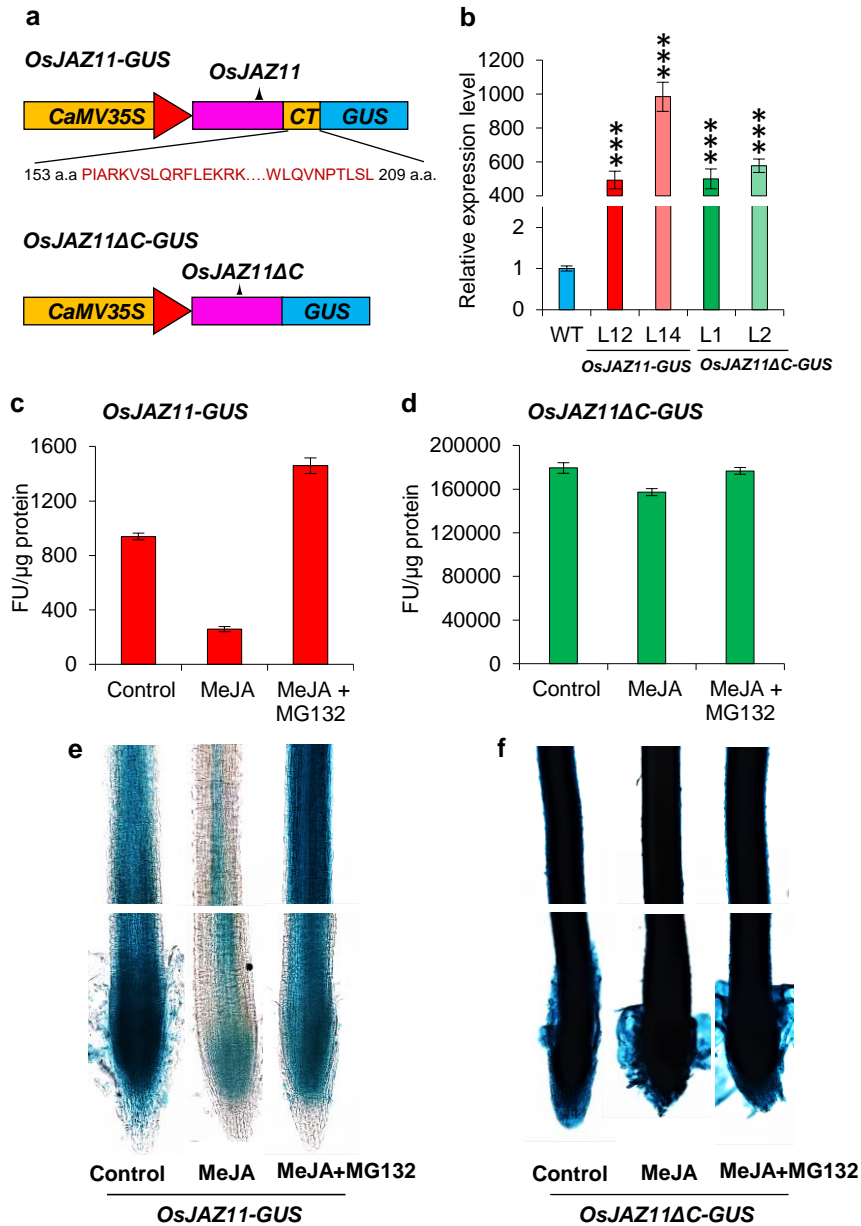 a
OsJAZ11-GUS
OsJAZ11
CaMV35S
CT
GUS
153 a.a PIARKVSLQRFLEKRK....WLQVNPTLSL 209 a.a.
OsJAZ11ΔC-GUS
OsJAZ11ΔC
CaMV35S
GUS
b
Relative expression level
1200
1000
800
600
400
2
1
0
***
***
***
***
WT
L12
L14
L1
L2
OsJAZ11-GUS
OsJAZ11ΔC-GUS
c
OsJAZ11-GUS
FU/µg protein
1600
1200
800
400
0
Control
MeJA
MeJA +
MG132
d
OsJAZ11ΔC-GUS
FU/µg protein
200000
160000
120000
80000
40000
0
Control
MeJA
MeJA +
MG132
e
Control
MeJA
MeJA+MG132
OsJAZ11-GUS
f
Control
MeJA
MeJA+MG132
OsJAZ11ΔC-GUS